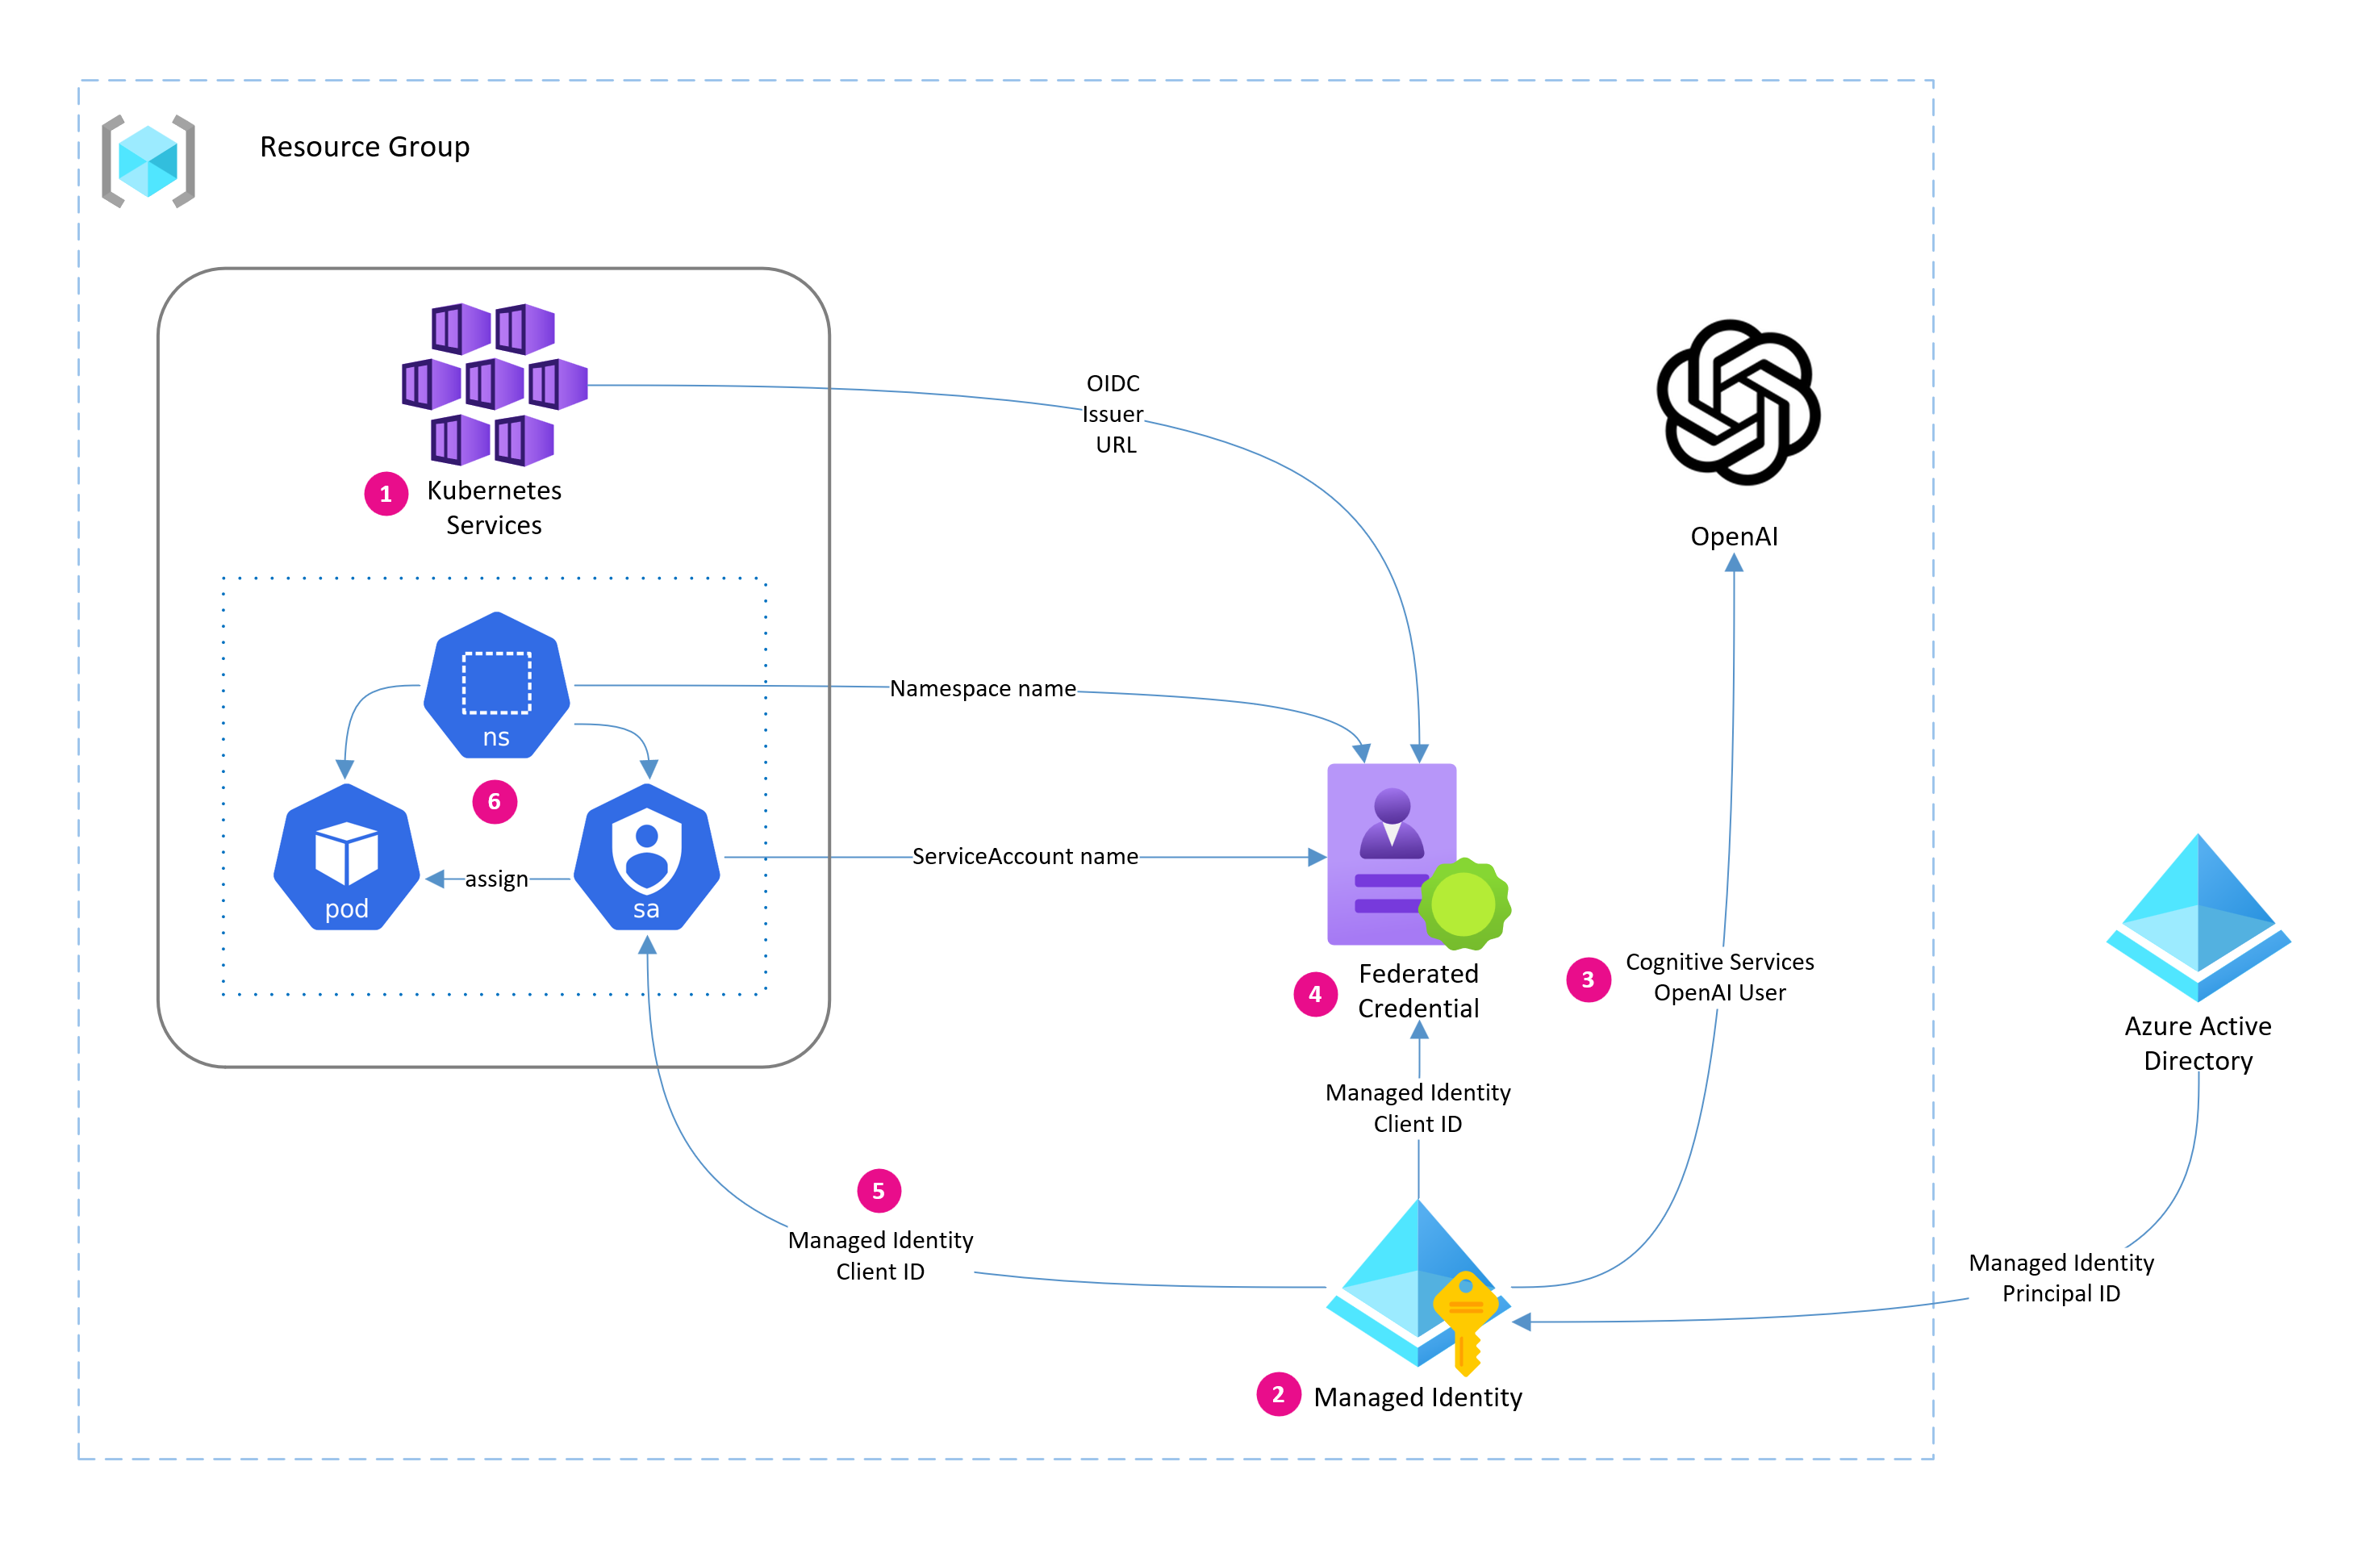 Resource Group
1
Kubernetes
Services
OIDC
Issuer
URL
OpenAI
ns
Namespace name
6
pod
assign
sa
ServiceAccount name
4
Federated
Credential
3
Cognitive Services
OpenAI User
Azure Active
Directory
Managed Identity
Client ID
5
Managed Identity
Client ID
Managed Identity
Principal ID
2
Managed Identity